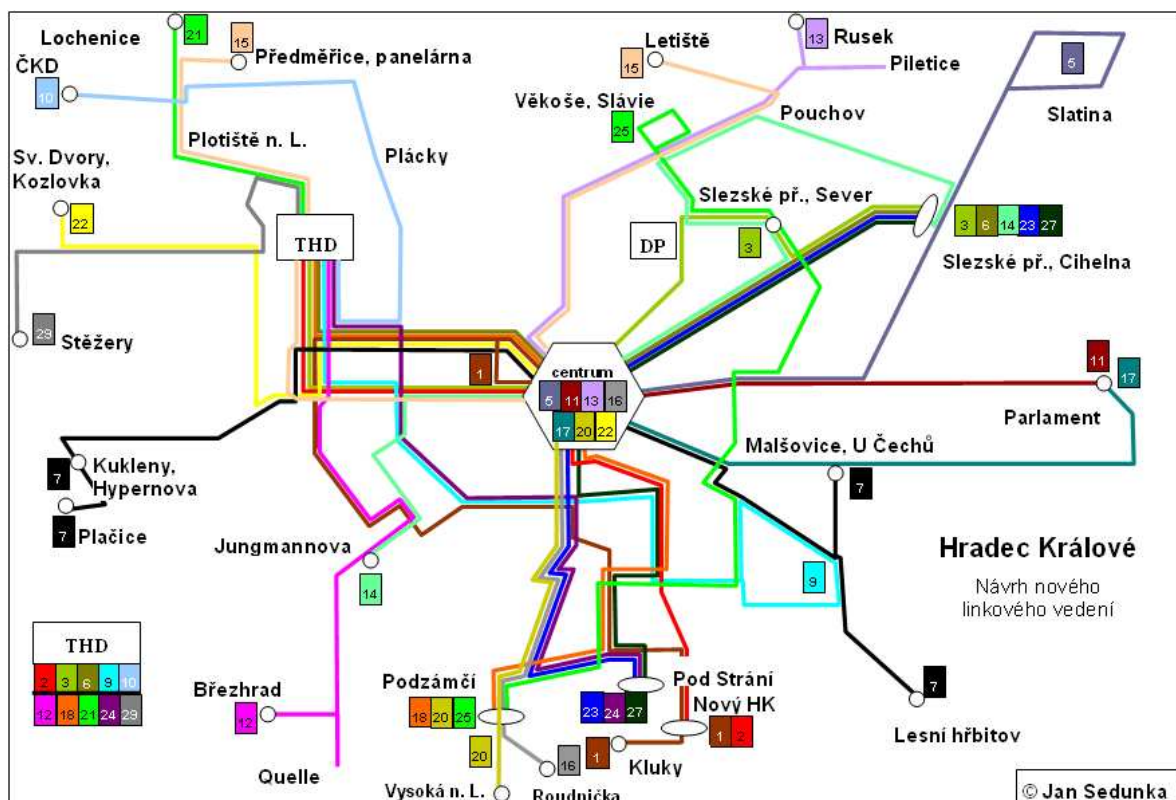 Lochenice
21
15
Předměřice, panelárna
ČKD
10
Plotiště n. L.
Plácky
Sv. Dvory,
Kozlovka
22
THD
29
Stěžery
Letiště
15
13
Rusek
Piletice
5
Slatina
Věkoše, Slávie
25
Pouchov
Slezské př., Sever
DP
3
3 6 14 23 27
Slezské př., Cihelna
1
centrum
5 11 13 16
17 20 22
11
17
Parlament
Malšovice, U Čechů
7
7
Kukleny,
Hypernova
7
Plačice
Jungmannova
14
9
Hradec Králové
Návrh nového
linkového vedení
THD
2 3 6 9 10
12 18 21 24 29
Březhrad
12
Quelle
Podzámčí
18 20 25
20
Vysoká n. L.
16
Roudnička
23 24 27
Pod Strání
Nový HK
1 2
1
Kluky
7
Lesní hřbitov
© Jan Sedunka